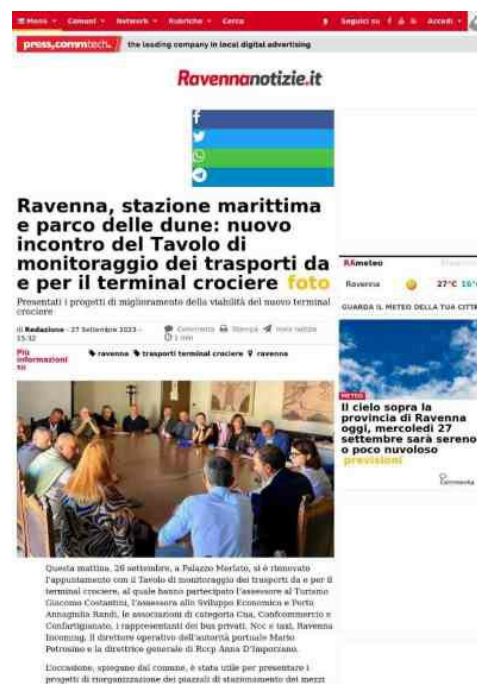 Menù Comuni Network Rubriche Cerca Seguici su Accedi
press,commtech. the leading company in local digital advertising
Ravennanotizie.it
Ravenna, stazione marittima
e parco delle dune: nuovo
incontro del Tavolo di
monitoraggio dei trasporti da
e per il terminal crociere foto
Presentati i progetti di miglioramento della viabilità del nuovo terminal
crociere
di Redazione - 27 Settembre 2023 -
15:32
Commenta Stampa Invia notizia
1 min
Più
informazioni
su
ravenna trasporti terminal crociere ravenna
Questa mattina, 26 settembre, a Palazzo Merlato, si è rinnovato
l'appuntamento con il Tavolo di monitoraggio dei trasporti da e per il
terminal crociere, al quale hanno partecipato l'assessore al Turismo
Giacomo Costantini, l'assessora allo Sviluppo Economico e Porto
Annagiulia Randi, le associazioni di categoria Cna, Confcommercio e
Confartigianato, i rappresentanti dei bus privati, Ncc e taxi, Ravenna
Incoming, il direttore operativo dell'autorità portuale Mario
Petrosino e la direttrice generale di Rccp Anna D'Imporzano.
L'occasione, spiegano dal comune, è stata utile per presentare i
progetti di riorganizzazione dei piazzali di stazionamento dei mezzi
RAmeteo
Ravenna 27°C 16°
GUARDA IL METEO DELLA TUA CITT
METEO
Il cielo sopra la
provincia di Ravenna
oggi, mercoledì 27
settembre sarà sereno
o poco nuvoloso
previsioni
Commenta